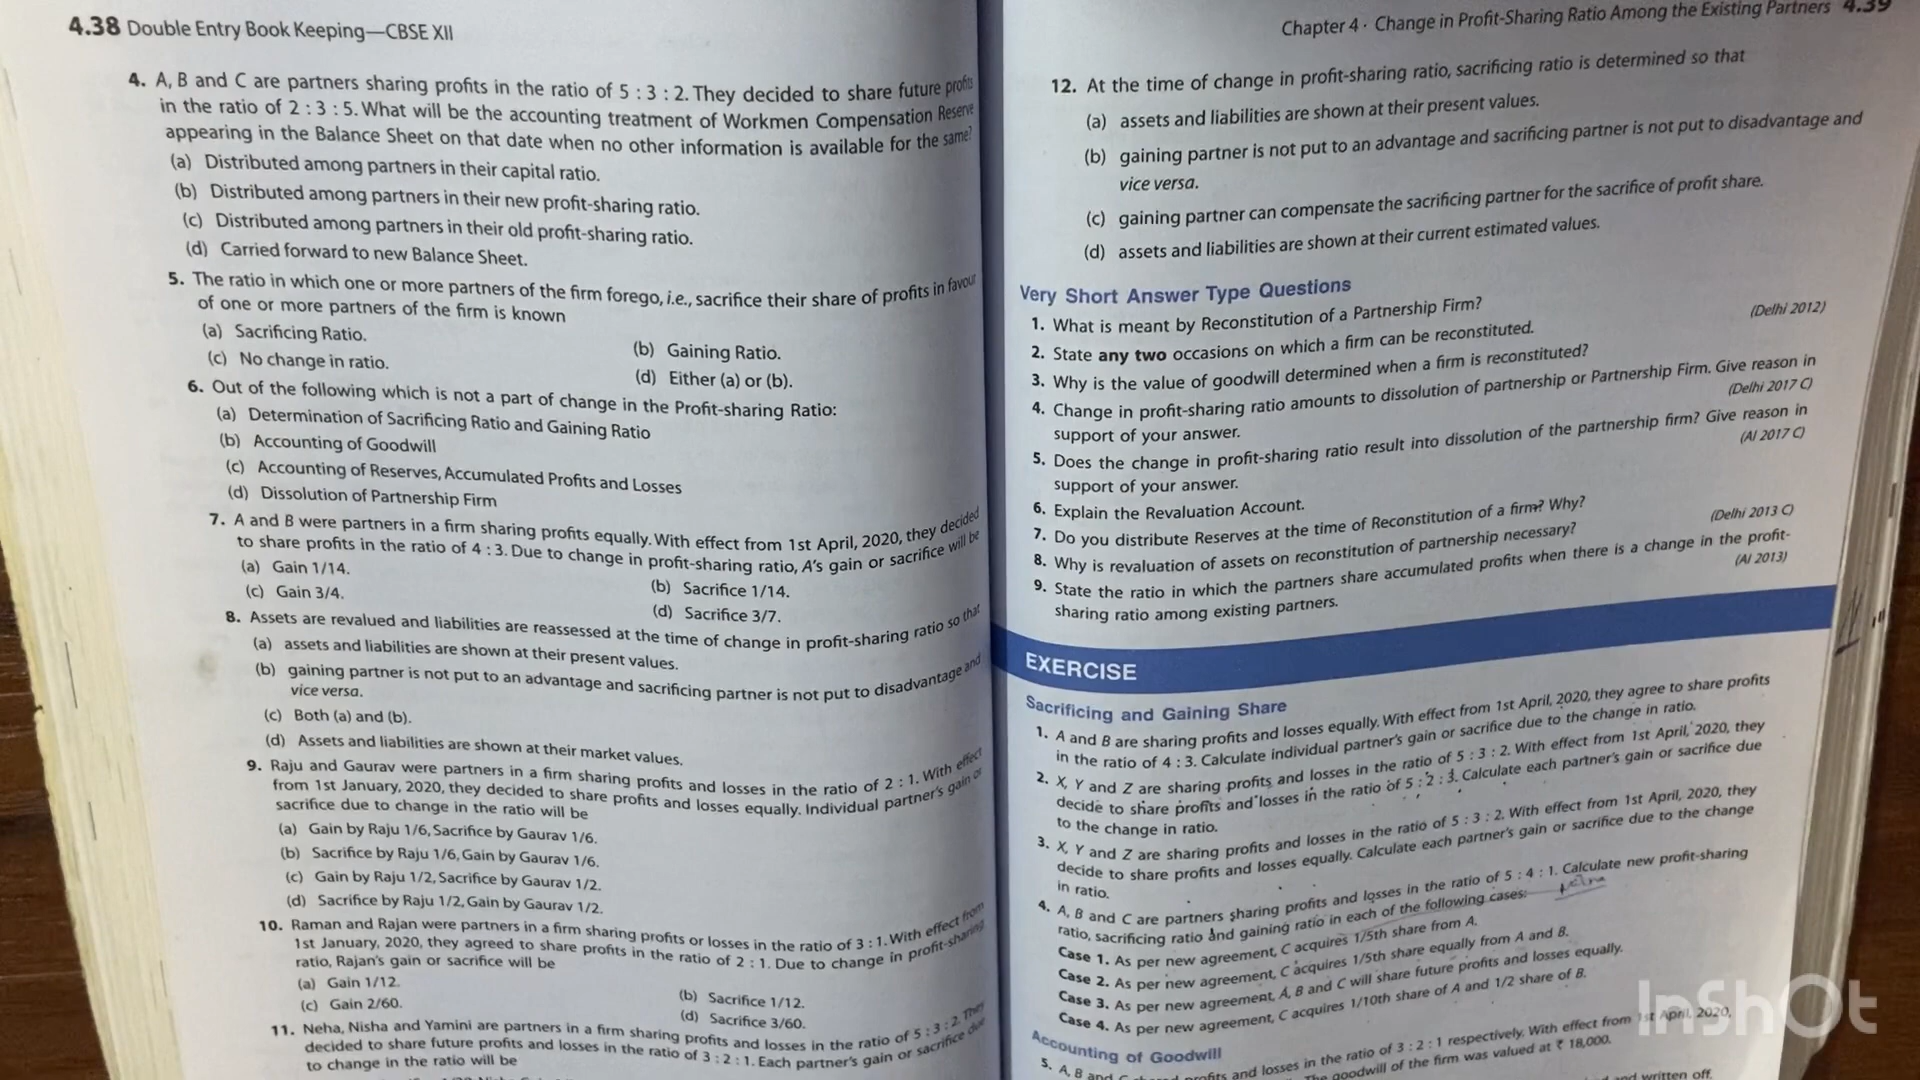 4.38 Double Entry Book Keeping—CBSE XII
4. A, B and C are partners sharing profits in the ratio of 5 : 3 : 2. They decided to share future profits
in the ratio of 2 : 3 : 5. What will be the accounting treatment of Workmen Compensation Reserve
appearing in the Balance Sheet on that date when no other information is available for the same?
(a) Distributed among partners in their capital ratio.
(b) Distributed among partners in their new profit-sharing ratio.
(c) Distributed among partners in their old profit-sharing ratio.
(d) Carried forward to new Balance Sheet.
5. The ratio in which one or more partners of the firm forego, i.e., sacrifice their share of profits in favour
of one or more partners of the firm is known
(a) Sacrificing Ratio.
(b) Gaining Ratio.
(c) No change in ratio.
(d) Either (a) or (b).
6. Out of the following which is not a part of change in the Profit-sharing Ratio:
(a) Determination of Sacrificing Ratio and Gaining Ratio
(b) Accounting of Goodwill
(c) Accounting of Reserves, Accumulated Profits and Losses
(d) Dissolution of Partnership Firm
7. A and B were partners in a firm sharing profits equally. With effect from 1st April, 2020, they decided
to share profits in the ratio of 4 : 3. Due to change in profit-sharing ratio, A's gain or sacrifice will be
(a) Gain 1/14.
(b) Sacrifice 1/14.
(c) Gain 3/4.
(d) Sacrifice 3/7.
8. Assets are revalued and liabilities are reassessed at the time of change in profit-sharing ratio so that
(a) assets and liabilities are shown at their present values.
(b) gaining partner is not put to an advantage and sacrificing partner is not put to disadvantage and
vice versa.
(c) Both (a) and (b).
(d) Assets and liabilities are shown at their market values.
9. Raju and Gaurav were partners in a firm sharing profits and losses in the ratio of 2 : 1. With effect
from 1st January, 2020, they decided to share profits and losses equally. Individual partner's gain or
sacrifice due to change in the ratio will be
(a) Gain by Raju 1/6, Sacrifice by Gaurav 1/6.
(b) Sacrifice by Raju 1/6, Gain by Gaurav 1/6.
(c) Gain by Raju 1/2, Sacrifice by Gaurav 1/2.
(d) Sacrifice by Raju 1/2, Gain by Gaurav 1/2.
10. Raman and Rajan were partners in a firm sharing profits or losses in the ratio of 3 : 1. With effect from
1st January, 2020, they agreed to share profits in the ratio of 2 : 1. Due to change in profit-sharing
ratio, Rajan's gain or sacrifice will be
(a) Gain 1/12.
(b) Sacrifice 1/12.
(c) Gain 2/60.
(d) Sacrifice 3/60.
11. Neha, Nisha and Yamini are partners in a firm sharing profits and losses in the ratio of 5 : 3 : 2. They
decided to share future profits and losses in the ratio of 3 : 2 : 1. Each partner's gain or sacrifice due
to change in the ratio will be
Chapter 4 · Change in Profit-Sharing Ratio Among the Existing Partners 4.39
12. At the time of change in profit-sharing ratio, sacrificing ratio is determined so that
(a) assets and liabilities are shown at their present values.
(b) gaining partner is not put to an advantage and sacrificing partner is not put to disadvantage and
vice versa.
(c) gaining partner can compensate the sacrificing partner for the sacrifice of profit share.
(d) assets and liabilities are shown at their current estimated values.
Very Short Answer Type Questions
1. What is meant by Reconstitution of a Partnership Firm?
(Delhi 2012)
2. State any two occasions on which a firm can be reconstituted.
3. Why is the value of goodwill determined when a firm is reconstituted?
4. Change in profit-sharing ratio amounts to dissolution of partnership or Partnership Firm. Give reason in
support of your answer.
(Delhi 2017 C)
5. Does the change in profit-sharing ratio result into dissolution of the partnership firm? Give reason in
support of your answer.
(AI 2017 C)
6. Explain the Revaluation Account.
7. Do you distribute Reserves at the time of Reconstitution of a firm? Why?
8. Why is revaluation of assets on reconstitution of partnership necessary?
(Delhi 2013 C)
9. State the ratio in which the partners share accumulated profits when there is a change in the profit-
sharing ratio among existing partners.
(AI 2013)
EXERCISE
Sacrificing and Gaining Share
1. A and B are sharing profits and losses equally. With effect from 1st April, 2020, they agree to share profits
in the ratio of 4 : 3. Calculate individual partner's gain or sacrifice due to the change in ratio.
2. X, Y and Z are sharing profits and losses in the ratio of 5 : 3 : 2. With effect from 1st April, 2020, they
decide to share profits and losses in the ratio of 5 : 2 : 3. Calculate each partner's gain or sacrifice due
to the change in ratio.
3. X, Y and Z are sharing profits and losses in the ratio of 5 : 3 : 2. With effect from 1st April, 2020, they
decide to share profits and losses equally. Calculate each partner's gain or sacrifice due to the change
in ratio.
4. A, B and C are partners sharing profits and losses in the ratio of 5 : 4 : 1. Calculate new profit-sharing
ratio, sacrificing ratio and gaining ratio in each of the following cases:
Case 1. As per new agreement, C acquires 1/5th share from A.
Case 2. As per new agreement, C acquires 1/5th share equally from A and B.
Case 3. As per new agreement, A, B and C will share future profits and losses equally.
Case 4. As per new agreement, C acquires 1/10th share of A and 1/2 share of B.
Accounting of Goodwill
5. A, B and profits and losses in the ratio of 3 : 2 : 1 respectively. With effect from 1st April, 2020,
The goodwill of the firm was valued at ₹ 18,000.
and written off.
InShOt